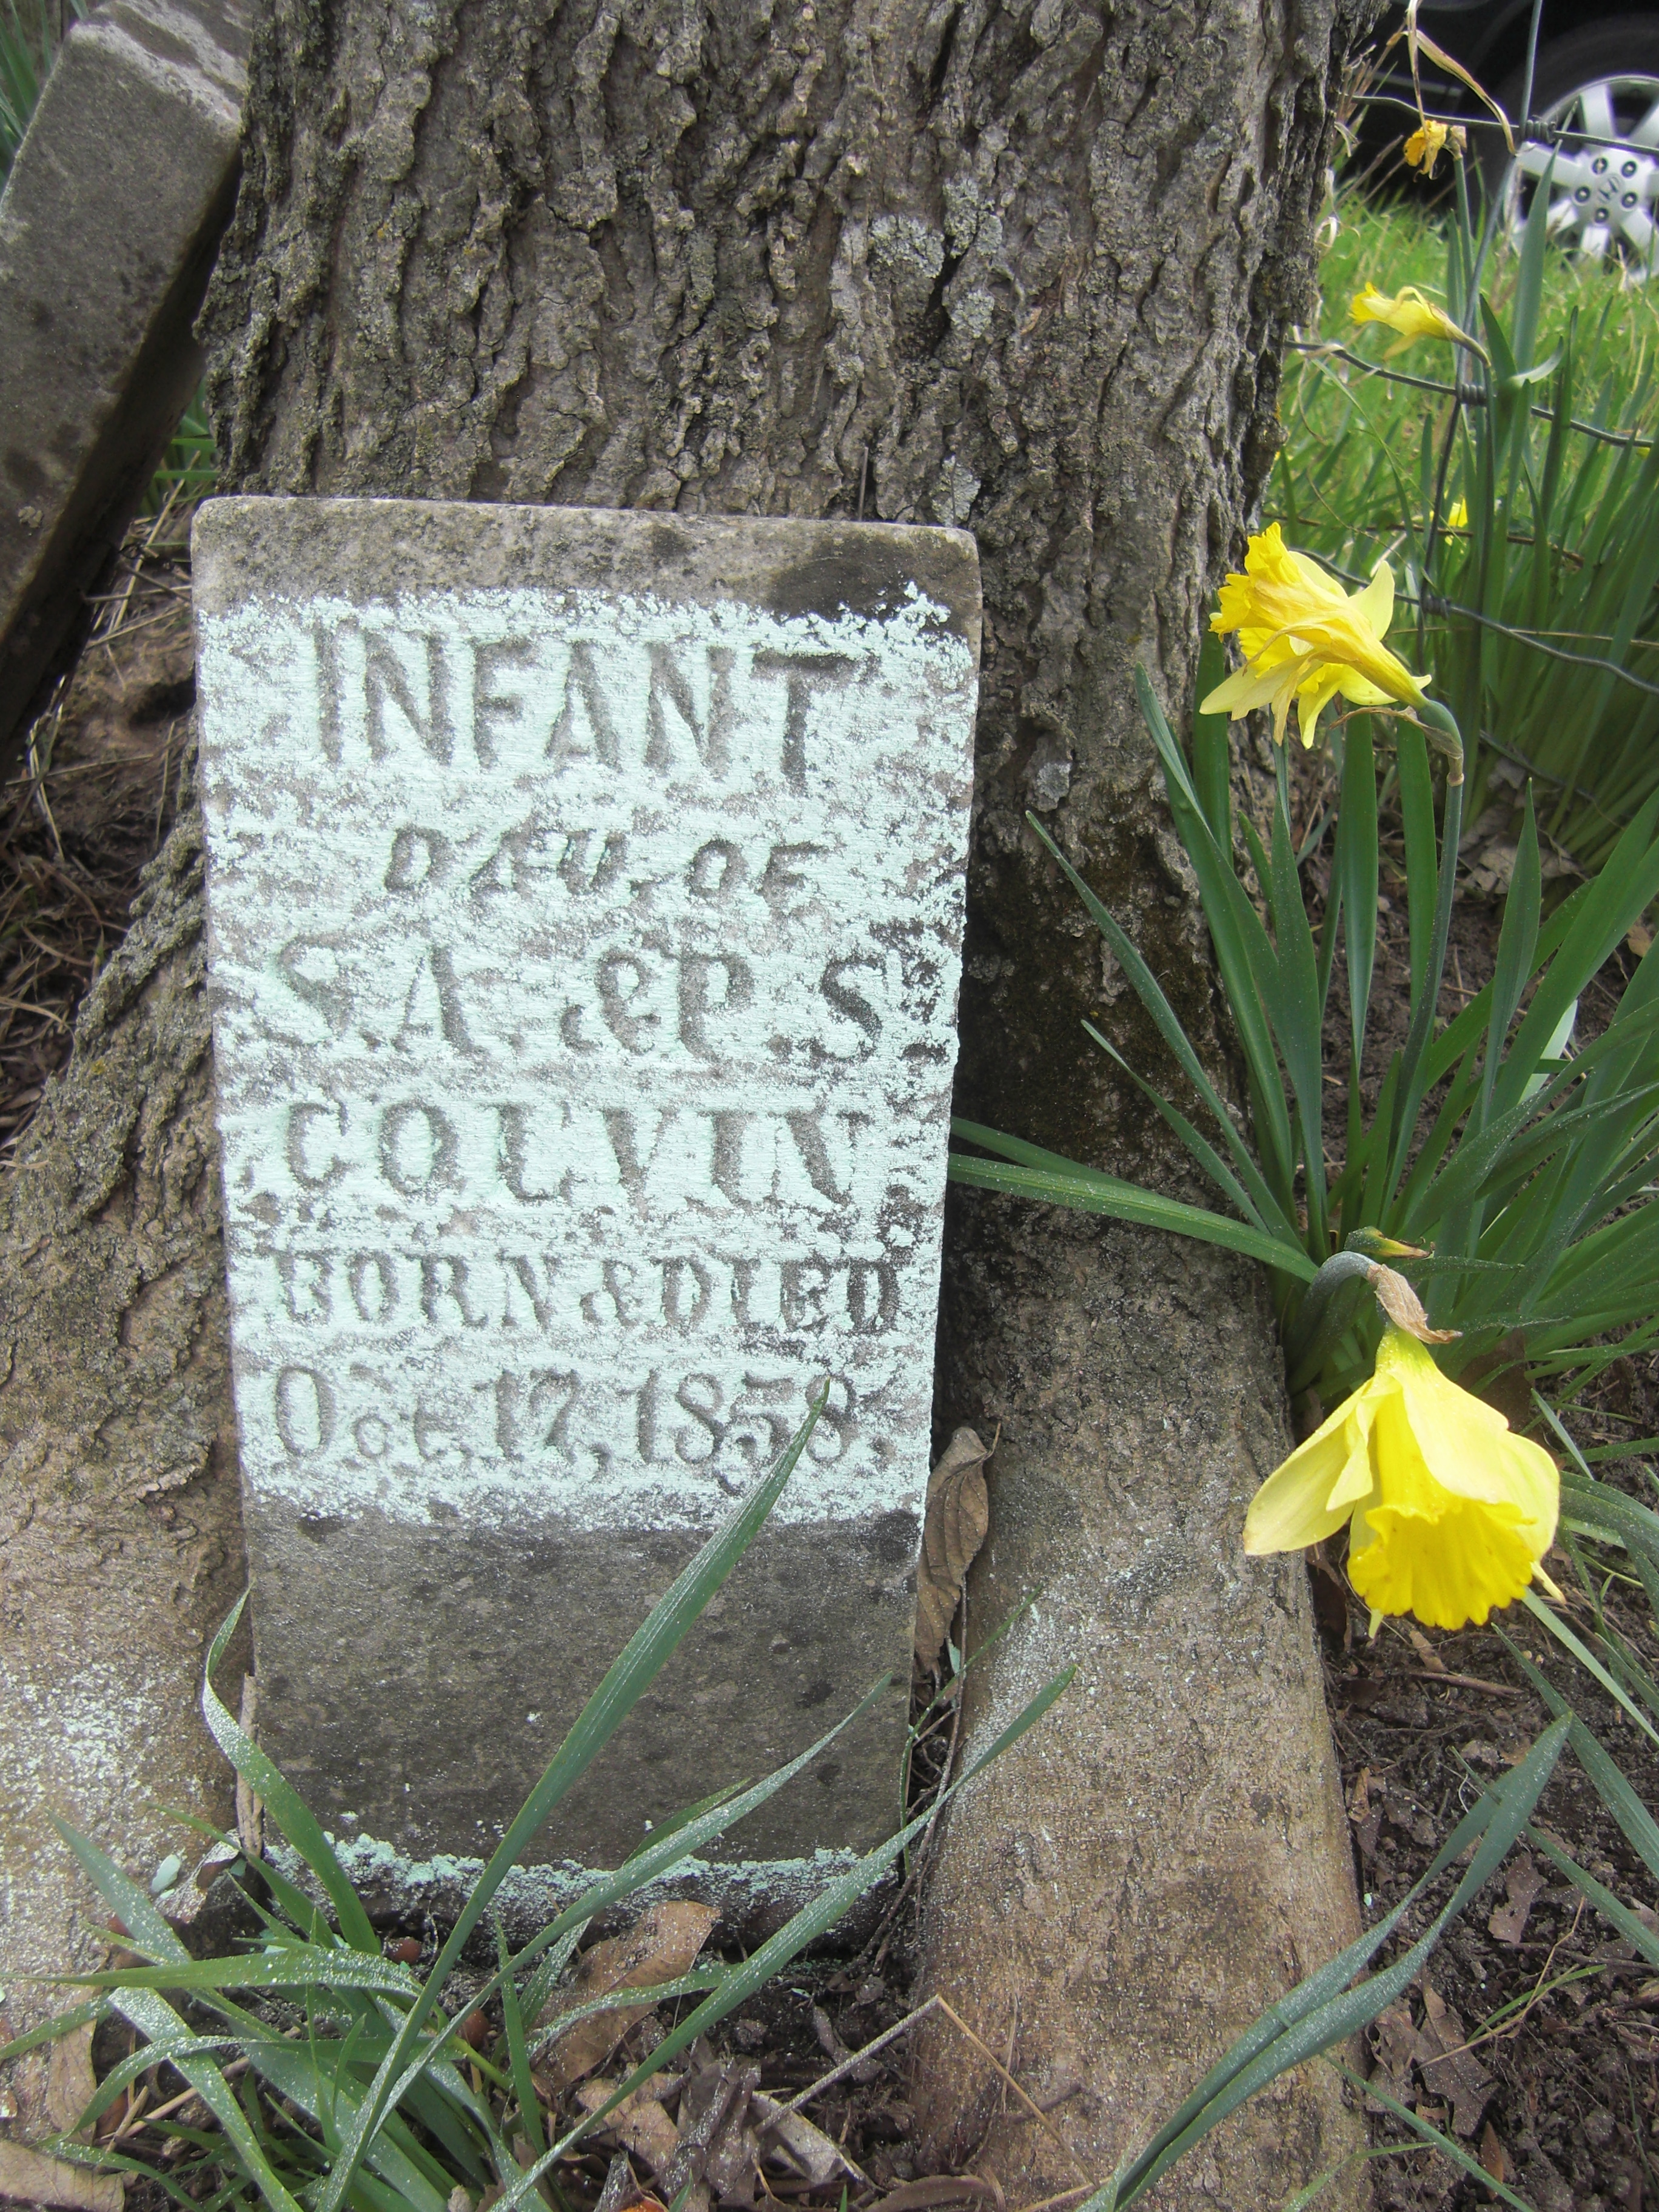 INFANT
DAU. OF
S. A. & P. S.
COLVIN
BORN & DIED
Oct. 17, 1858.